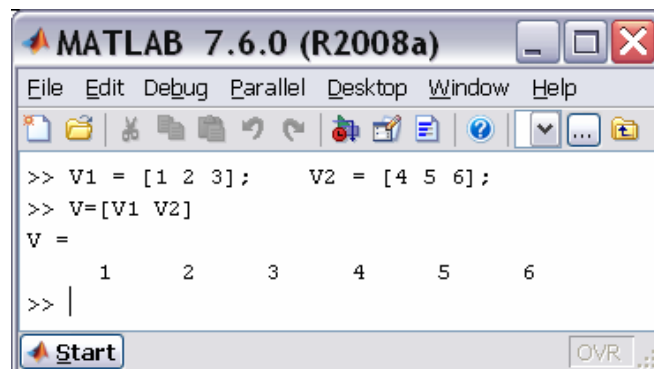 MATLAB 7.6.0 (R2008a)
File Edit Debug Parallel Desktop Window Help
>> V1 = [1 2 3];    V2 = [4 5 6];
>> V=[V1 V2]
V =
     1     2     3     4     5     6
>>
Start OVR